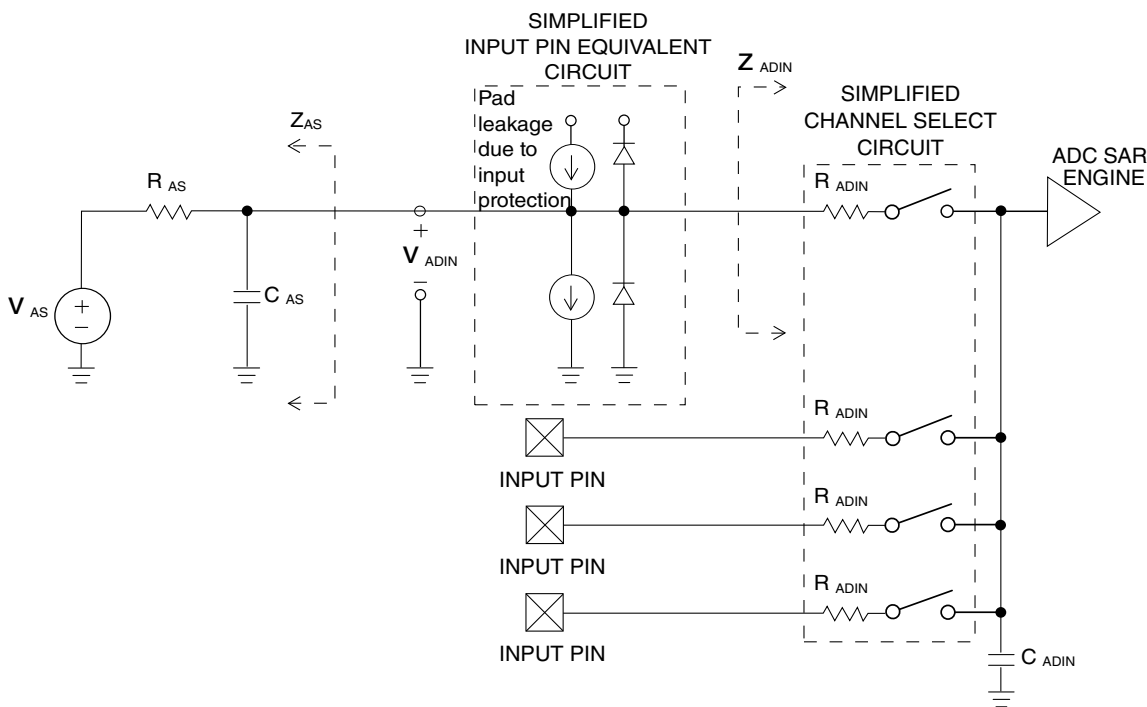 SIMPLIFIED
INPUT PIN EQUIVALENT
CIRCUIT
Pad
leakage
due to
input
protection
Z ADIN
SIMPLIFIED
CHANNEL SELECT
CIRCUIT
ADC SAR
ENGINE
Z AS
R AS
R ADIN
+
V ADIN
–
V AS
+
–
C AS
R ADIN
INPUT PIN
R ADIN
INPUT PIN
R ADIN
INPUT PIN
C ADIN